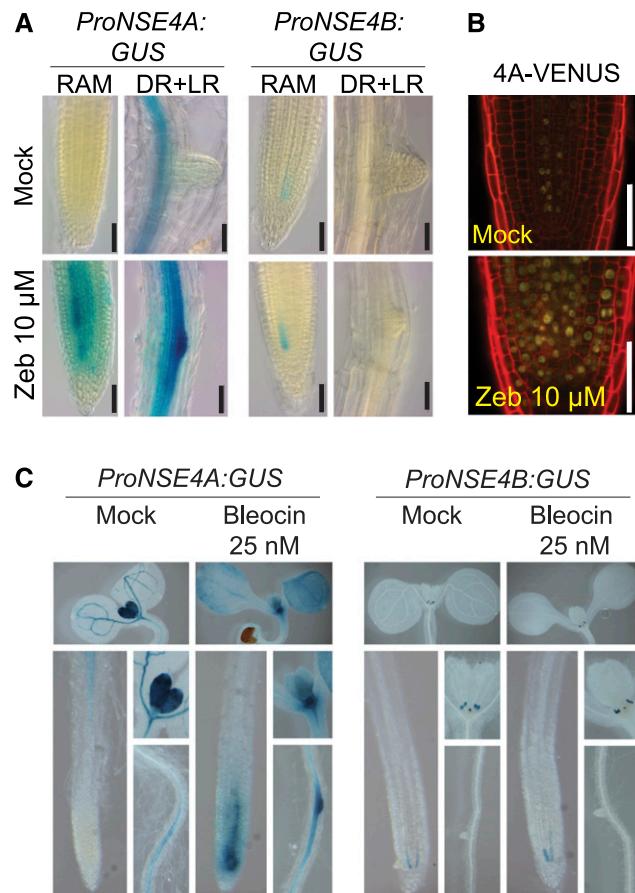 A
ProNSE4A:
GUS
ProNSE4B:
GUS
RAM DR+LR RAM DR+LR
Mock
Zeb 10 µM
B
4A-VENUS
Mock
Zeb 10 µM
C
ProNSE4A:GUS
ProNSE4B:GUS
Mock
Bleocin
25 nM
Mock
Bleocin
25 nM